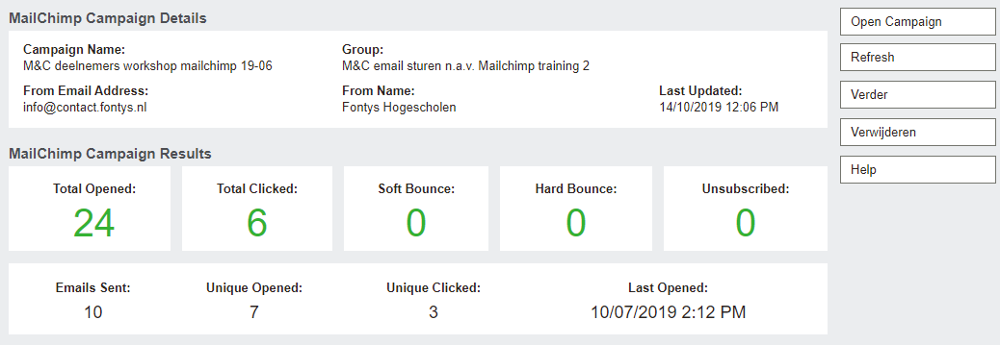 MailChimp Campaign Details
Campaign Name:
M&C deelnemers workshop mailchimp 19-06
Group:
M&C email sturen n.a.v. Mailchimp training 2
From Email Address:
info@contact.fontys.nl
From Name:
Fontys Hogescholen
Last Updated:
14/10/2019 12:06 PM
MailChimp Campaign Results
Total Opened:
24
Total Clicked:
6
Soft Bounce:
0
Hard Bounce:
0
Unsubscribed:
0
Emails Sent:
10
Unique Opened:
7
Unique Clicked:
3
Last Opened:
10/07/2019 2:12 PM
Open Campaign
Refresh
Verder
Verwijderen
Help